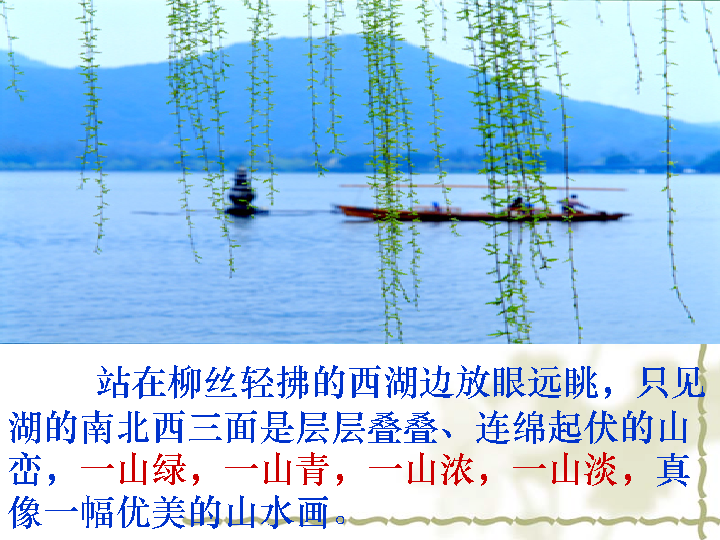 站在柳丝轻拂的西湖边放眼远眺，只见
湖的南北西三面是层层叠叠、连绵起伏的山
峦，一山绿，一山青，一山浓，一山淡，真
像一幅优美的山水画。